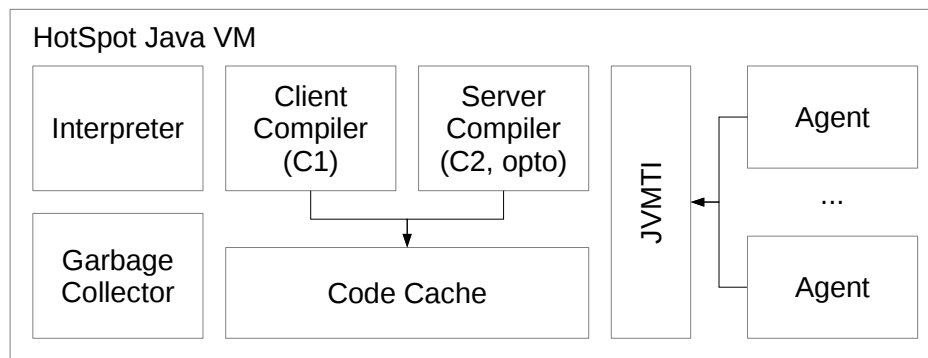 HotSpot Java VM
Interpreter
Client
Compiler
(C1)
Server
Compiler
(C2, opto)
JVMTI
Agent
...
Agent
Garbage
Collector
Code Cache